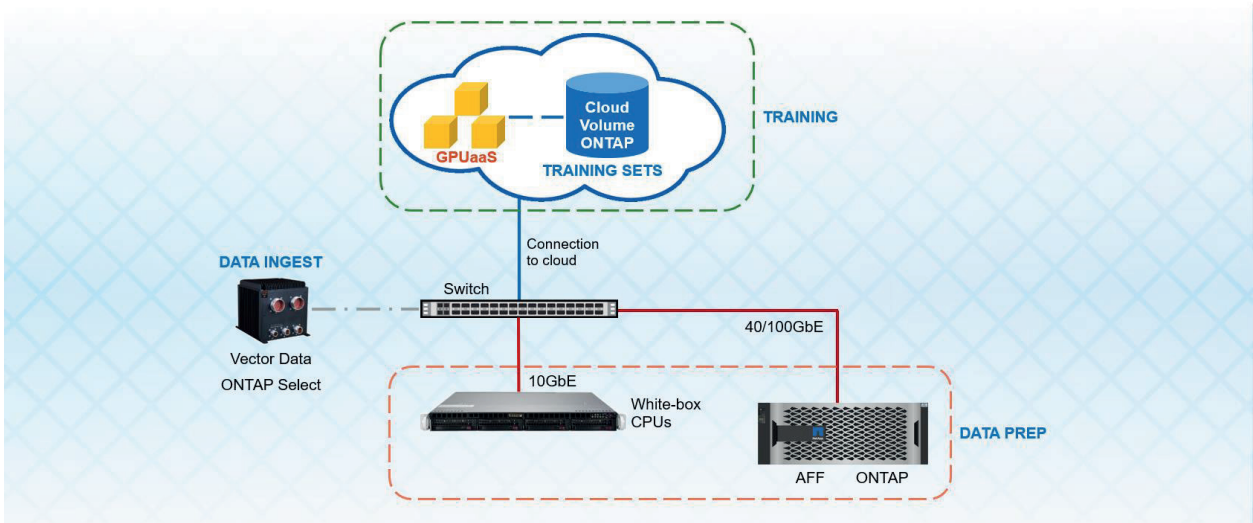 Cloud
Volume
ONTAP
GPUaaS
TRAINING SETS
TRAINING
Connection
to cloud
DATA INGEST
Switch
Vector Data
ONTAP Select
40/100GbE
10GbE
White-box
CPUs
DATA PREP
AFF ONTAP